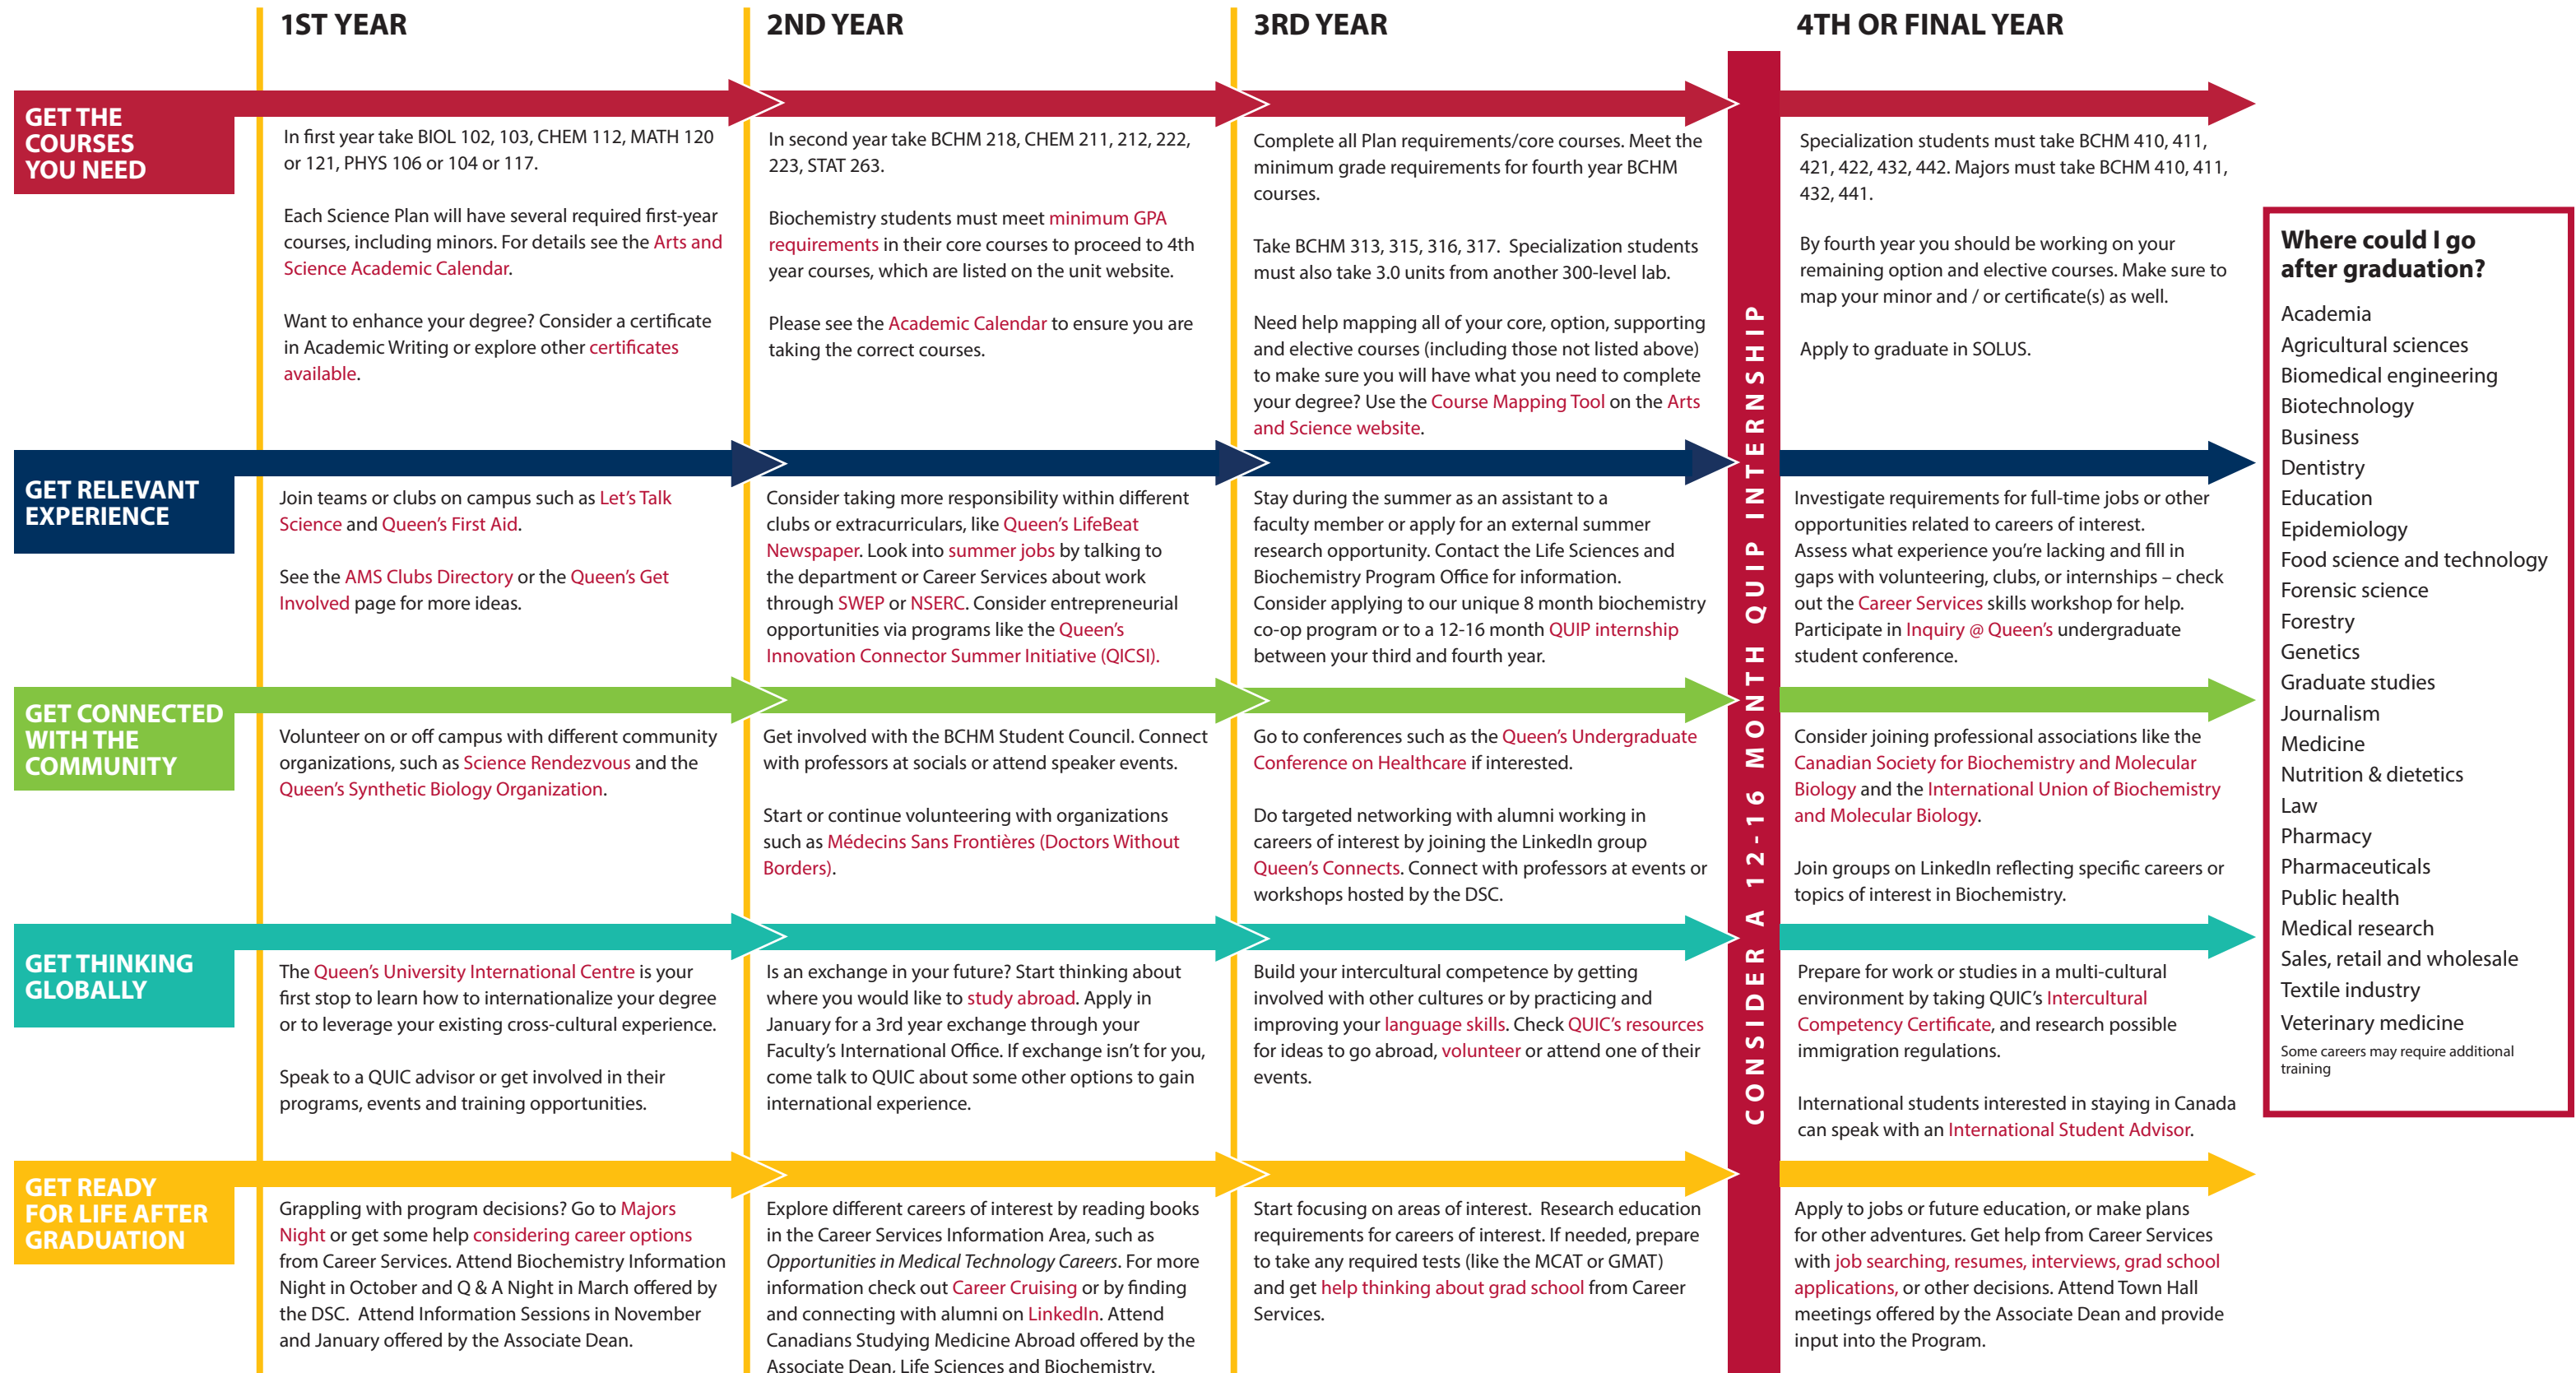 1ST YEAR
2ND YEAR
3RD YEAR
4TH OR FINAL YEAR
GET THE
COURSES
YOU NEED
In first year take BIOL 102, 103, CHEM 112, MATH 120
or 121, PHYS 106 or 104 or 117.
Each Science Plan will have several required first-year
courses, including minors. For details see the Arts and
Science Academic Calendar.
Want to enhance your degree? Consider a certificate
in Academic Writing or explore other certificates
available.
In second year take BCHM 218, CHEM 211, 212, 222,
223, STAT 263.
Biochemistry students must meet minimum GPA
requirements in their core courses to proceed to 4th
year courses, which are listed on the unit website.
Please see the Academic Calendar to ensure you are
taking the correct courses.
Complete all Plan requirements/core courses. Meet the
minimum grade requirements for fourth year BCHM
courses.
Take BCHM 313, 315, 316, 317. Specialization students
must also take 3.0 units from another 300-level lab.
Need help mapping all of your core, option, supporting
and elective courses (including those not listed above)
to make sure you will have what you need to complete
your degree? Use the Course Mapping Tool on the Arts
and Science website.
Specialization students must take BCHM 410, 411,
421, 422, 432, 442. Majors must take BCHM 410, 411,
432, 441.
By fourth year you should be working on your
remaining option and elective courses. Make sure to
map your minor and / or certificate(s) as well.
Apply to graduate in SOLUS.
GET RELEVANT
EXPERIENCE
Join teams or clubs on campus such as Let's Talk
Science and Queen's First Aid.
See the AMS Clubs Directory or the Queen's Get
Involved page for more ideas.
Consider taking more responsibility within different
clubs or extracurriculars, like Queen's LifeBeat
Newspaper. Look into summer jobs by talking to
the department or Career Services about work
through SWEP or NSERC. Consider entrepreneurial
opportunities via programs like the Queen's
Innovation Connector Summer Initiative (QICSI).
Stay during the summer as an assistant to a
faculty member or apply for an external summer
research opportunity. Contact the Life Sciences and
Biochemistry Program Office for information.
Consider applying to our unique 8 month biochemistry
co-op program or to a 12-16 month QUIP internship
between your third and fourth year.
Investigate requirements for full-time jobs or other
opportunities related to careers of interest.
Assess what experience you're lacking and fill in
gaps with volunteering, clubs, or internships – check
out the Career Services skills workshop for help.
Participate in Inquiry @ Queen's undergraduate
student conference.
GET CONNECTED
WITH THE
COMMUNITY
Volunteer on or off campus with different community
organizations, such as Science Rendezvous and the
Queen's Synthetic Biology Organization.
Get involved with the BCHM Student Council. Connect
with professors at socials or attend speaker events.
Start or continue volunteering with organizations
such as Médecins Sans Frontières (Doctors Without
Borders).
Go to conferences such as the Queen's Undergraduate
Conference on Healthcare if interested.
Do targeted networking with alumni working in
careers of interest by joining the LinkedIn group
Queen's Connects. Connect with professors at events or
workshops hosted by the DSC.
Consider joining professional associations like the
Canadian Society for Biochemistry and Molecular
Biology and the International Union of Biochemistry
and Molecular Biology.
Join groups on LinkedIn reflecting specific careers or
topics of interest in Biochemistry.
GET THINKING
GLOBALLY
The Queen's University International Centre is your
first stop to learn how to internationalize your degree
or to leverage your existing cross-cultural experience.
Speak to a QUIC advisor or get involved in their
programs, events and training opportunities.
Is an exchange in your future? Start thinking about
where you would like to study abroad. Apply in
January for a 3rd year exchange through your
Faculty's International Office. If exchange isn't for you,
come talk to QUIC about some other options to gain
international experience.
Build your intercultural competence by getting
involved with other cultures or by practicing and
improving your language skills. Check QUIC's resources
for ideas to go abroad, volunteer or attend one of their
events.
Prepare for work or studies in a multi-cultural
environment by taking QUIC's Intercultural
Competency Certificate, and research possible
immigration regulations.
International students interested in staying in Canada
can speak with an International Student Advisor.
GET READY
FOR LIFE AFTER
GRADUATION
Grappling with program decisions? Go to Majors
Night or get some help considering career options
from Career Services. Attend Biochemistry Information
Night in October and Q & A Night in March offered by
the DSC. Attend Information Sessions in November
and January offered by the Associate Dean.
Explore different careers of interest by reading books
in the Career Services Information Area, such as
Opportunities in Medical Technology Careers. For more
information check out Career Cruising or by finding
and connecting with alumni on LinkedIn. Attend
Canadians Studying Medicine Abroad offered by the
Associate Dean, Life Sciences and Biochemistry.
Start focusing on areas of interest. Research education
requirements for careers of interest. If needed, prepare
to take any required tests (like the MCAT or GMAT)
and get help thinking about grad school from Career
Services.
Apply to jobs or future education, or make plans
for other adventures. Get help from Career Services
with job searching, resumes, interviews, grad school
applications, or other decisions. Attend Town Hall
meetings offered by the Associate Dean and provide
input into the Program.
CONSIDER A 12-16 MONTH QUIP INTERNSHIP
Where could I go
after graduation?
Academia
Agricultural sciences
Biomedical engineering
Biotechnology
Business
Dentistry
Education
Epidemiology
Food science and technology
Forensic science
Forestry
Genetics
Graduate studies
Journalism
Medicine
Nutrition & dietetics
Law
Pharmacy
Pharmaceuticals
Public health
Medical research
Sales, retail and wholesale
Textile industry
Veterinary medicine
Some careers may require additional
training